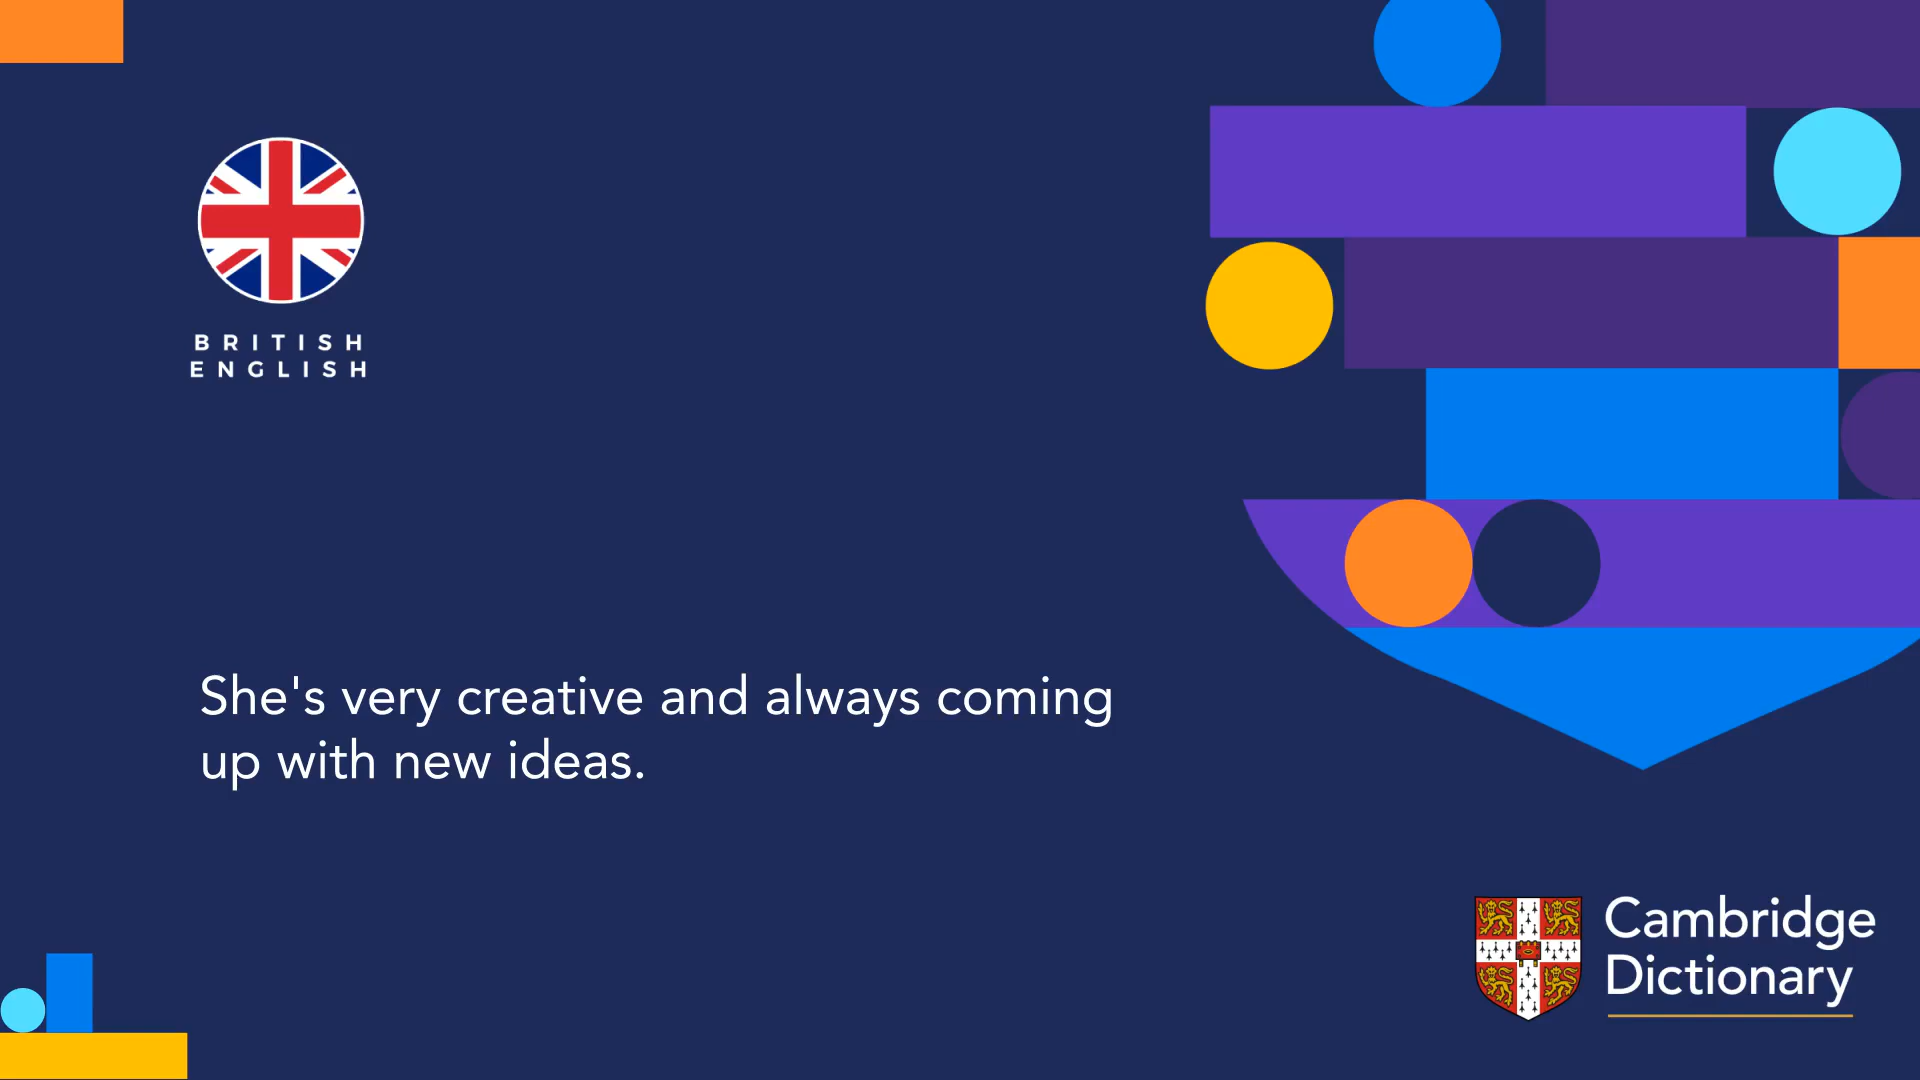 BRITISH
ENGLISH
She's very creative and always coming
up with new ideas.
Cambridge
Dictionary